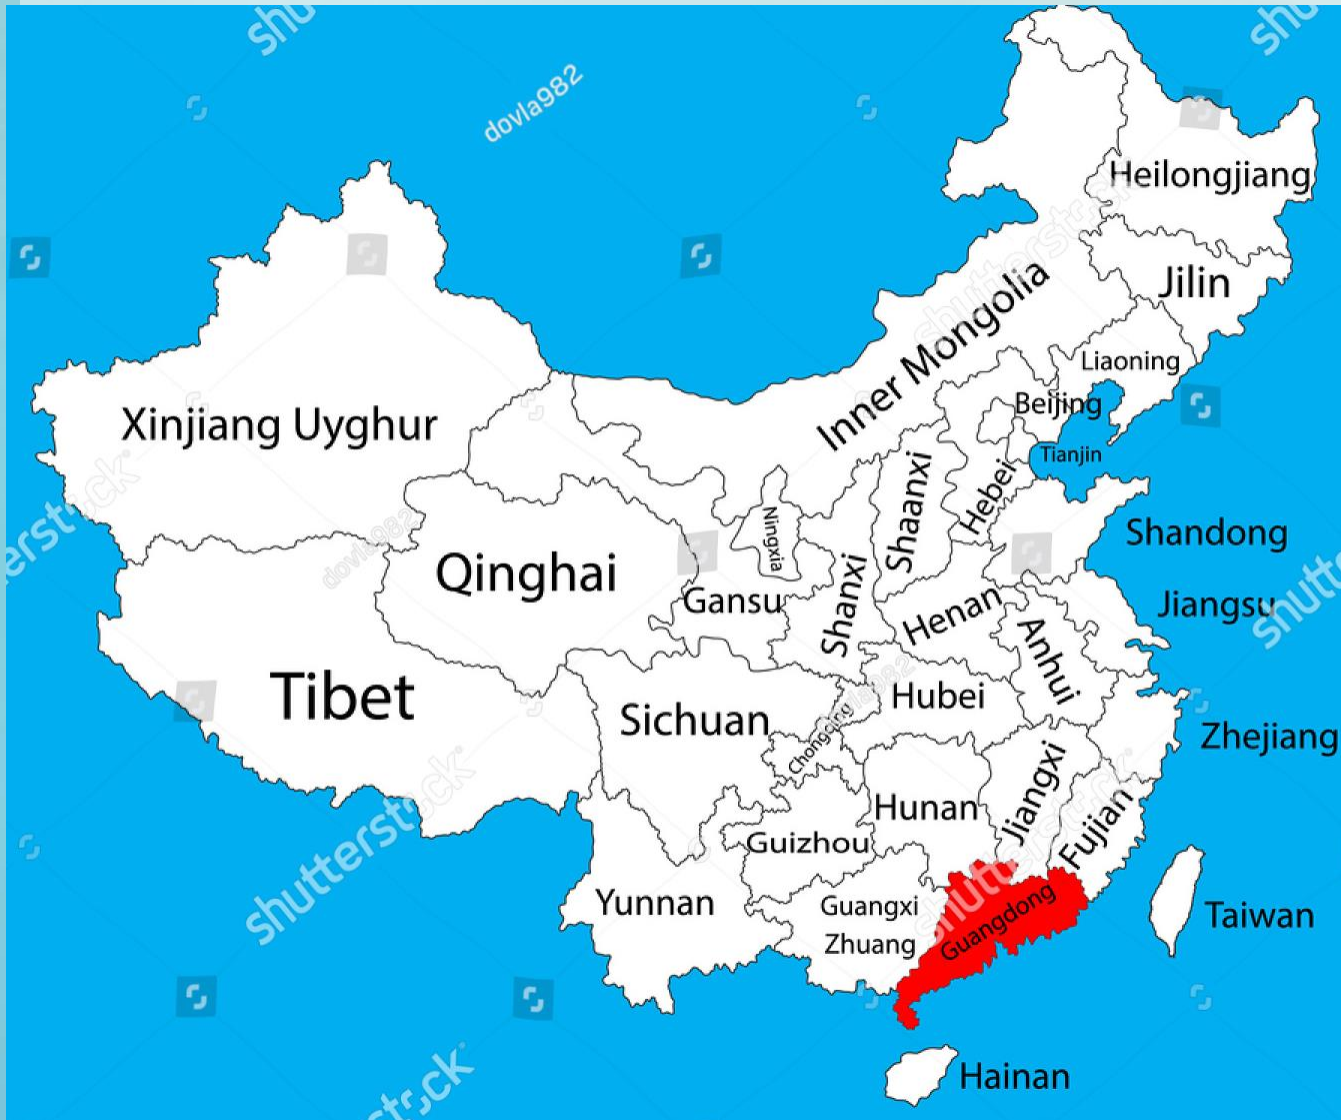 shutterstock
dovla982
Heilongjiang
Jilin
Inner Mongolia
Liaoning
Xinjiang Uyghur
Beijing
Tianjin
Hebei
Shaanxi
Ningxia
Shandong
Qinghai
Gansu
Shanxi
Henan
Jiangsu
Anhui
Tibet
Sichuan
Hubei
Chongqing
Zhejiang
Jiangxi
Hunan
Fujian
Guizhou
Yunnan
Guangxi
Zhuang
Guangdong
Taiwan
Hainan